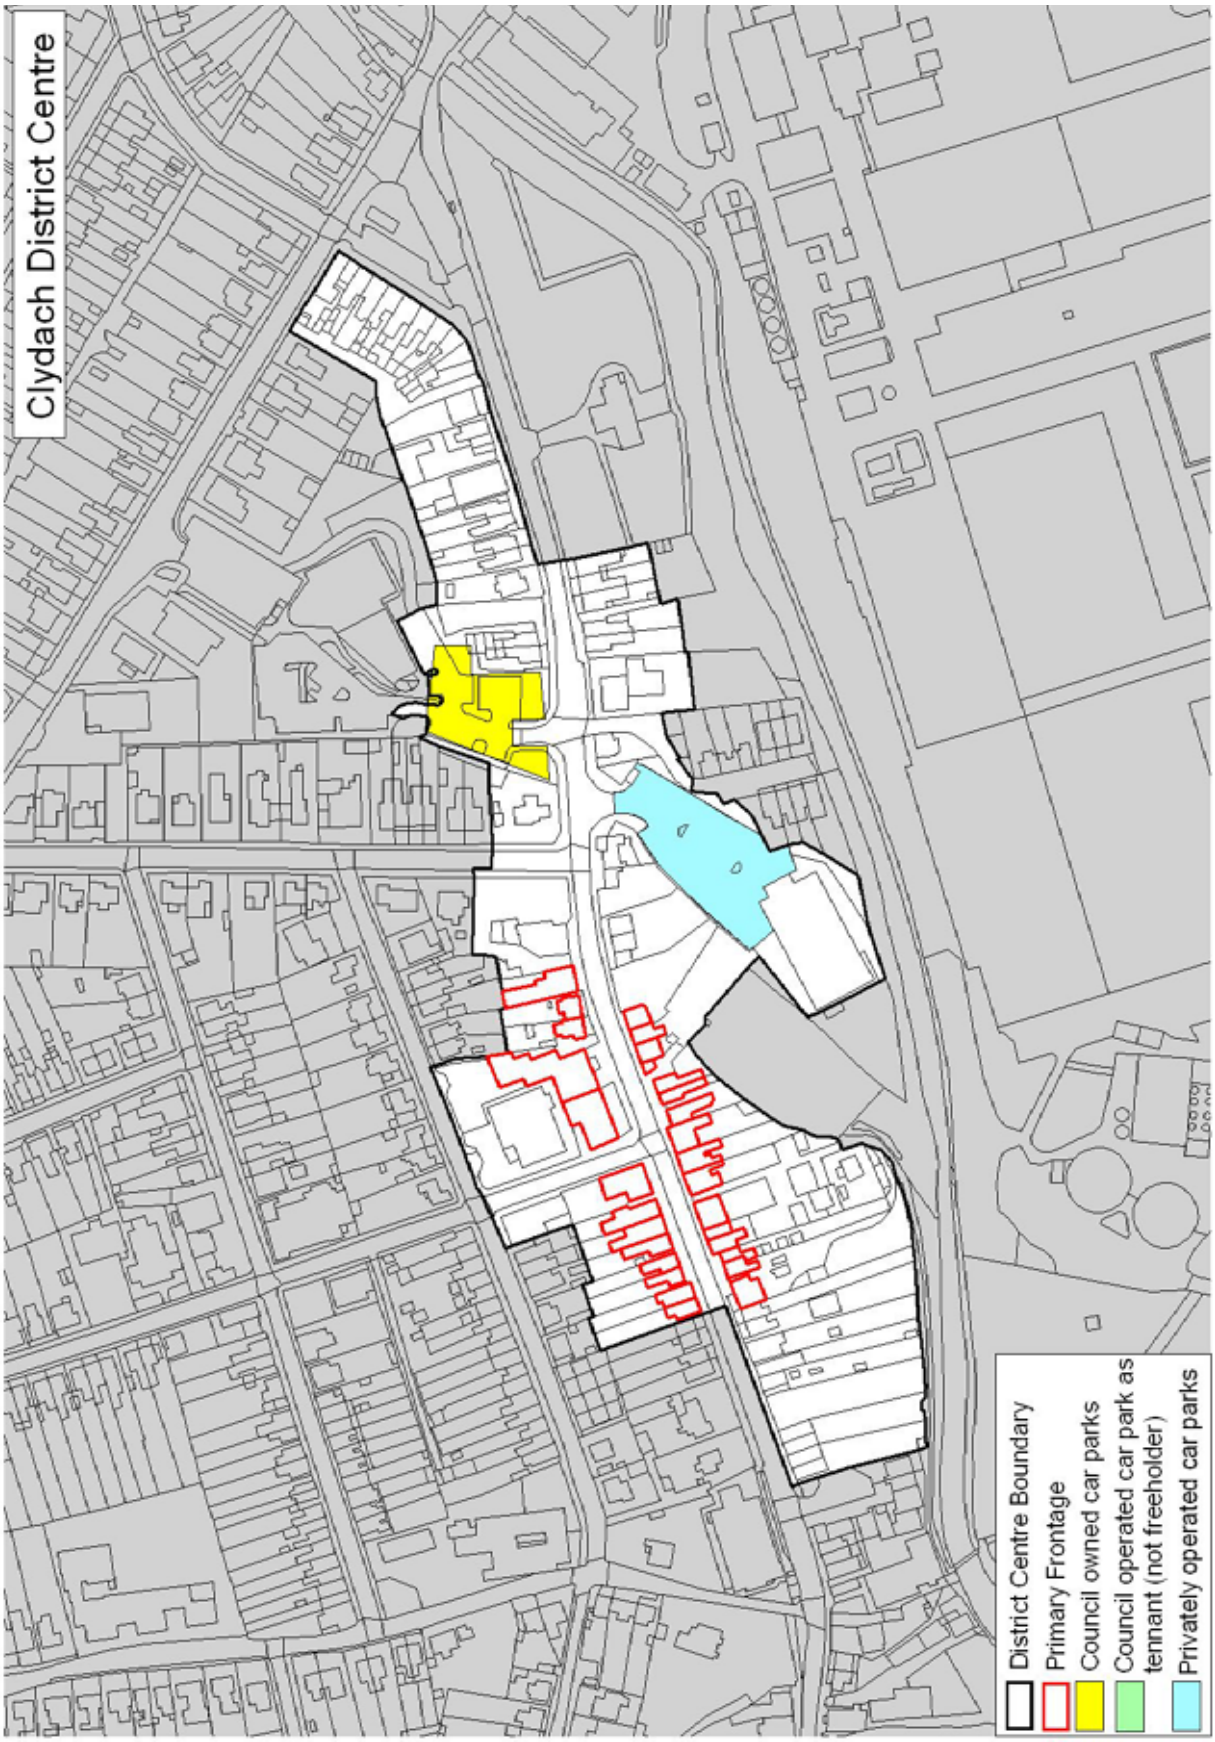 Clydach District Centre
District Centre Boundary
Primary Frontage
Council owned car parks
Council operated car park as
tennant (not freeholder)
Privately operated car parks